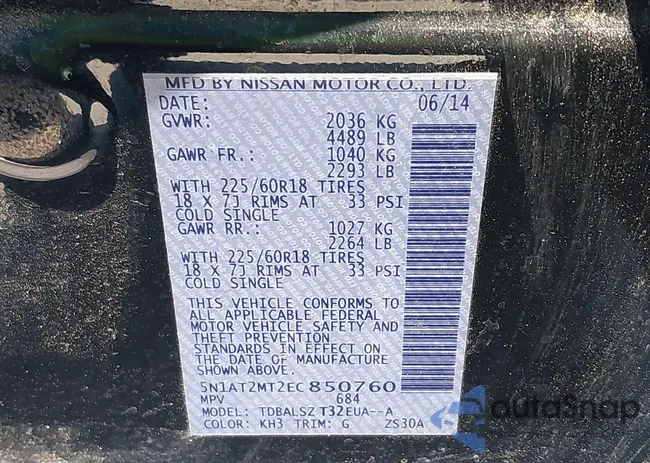 MFD BY NISSAN MOTOR CO., LTD.
DATE: 06/14
GVWR: 2036 KG
4489 LB
GAWR FR.: 1040 KG
2293 LB
WITH 225/60R18 TIRES
18 X 7J RIMS AT 33 PSI
COLD SINGLE
GAWR RR.: 1027 KG
2264 LB
WITH 225/60R18 TIRES
18 X 7J RIMS AT 33 PSI
COLD SINGLE
THIS VEHICLE CONFORMS TO
ALL APPLICABLE FEDERAL
MOTOR VEHICLE SAFETY AND
THEFT PREVENTION
STANDARDS IN EFFECT ON
THE DATE OF MANUFACTURE
SHOWN ABOVE.
5N1AT2MT2EC850760
MPV 684
MODEL: TDBALSZ T32EUA--A
COLOR: KH3 TRIM: G ZS30A
AutoSnap